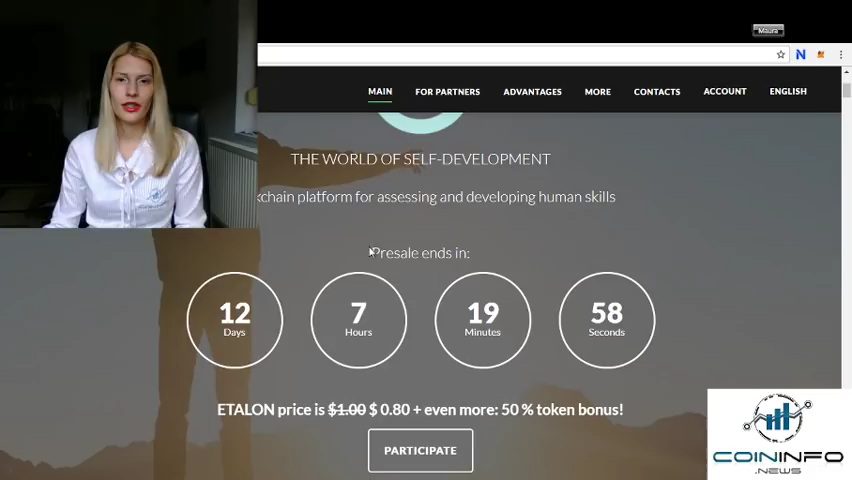 Maura
MAIN FOR PARTNERS ADVANTAGES MORE CONTACTS ACCOUNT ENGLISH
THE WORLD OF SELF-DEVELOPMENT
kchain platform for assessing and developing human skills
Presale ends in:
12 7 19 58
Days Hours Minutes Seconds
ETALON price is $1.00 $ 0.80 + even more: 50 % token bonus!
PARTICIPATE
COININFO
.NEWS